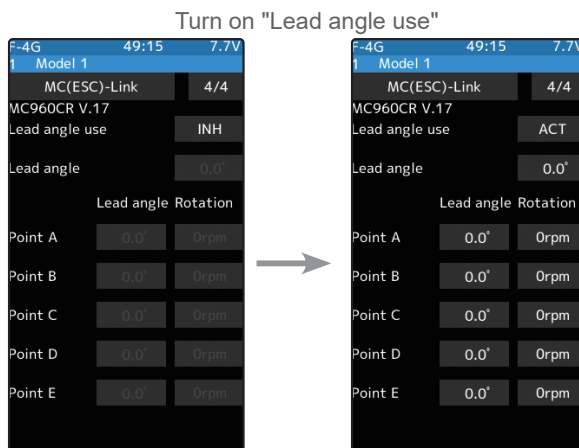 Turn on "Lead angle use"
F-4G 49:15 7.7V
1 Model 1
MC(ESC)-Link 4/4
MC960CR V.17
Lead angle use INH
Lead angle 0.0°
Lead angle Rotation
Point A 0.0° 0rpm
Point B 0.0° 0rpm
Point C 0.0° 0rpm
Point D 0.0° 0rpm
Point E 0.0° 0rpm
F-4G 49:15 7.7V
1 Model 1
MC(ESC)-Link 4/4
MC960CR V.17
Lead angle use ACT
Lead angle 0.0°
Lead angle Rotation
Point A 0.0° 0rpm
Point B 0.0° 0rpm
Point C 0.0° 0rpm
Point D 0.0° 0rpm
Point E 0.0° 0rpm